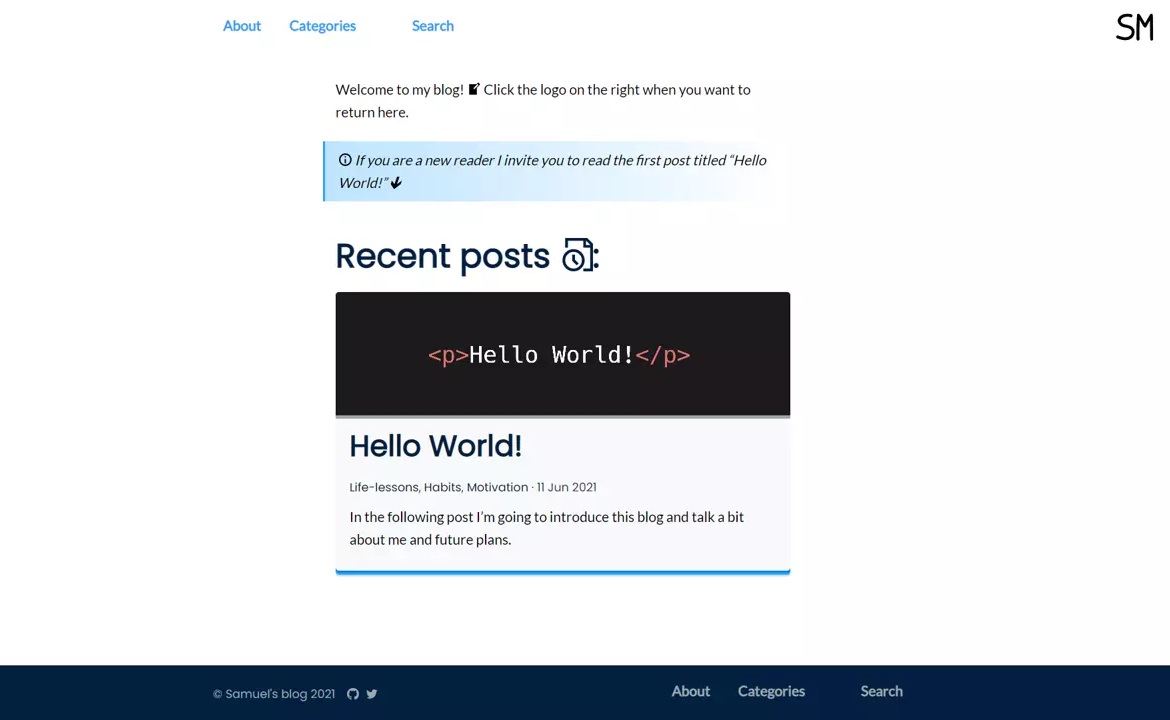 About Categories Search SM
Welcome to my blog! Click the logo on the right when you want to
return here.
If you are a new reader I invite you to read the first post titled “Hello
World!”
Recent posts :
<p>Hello World!</p>
Hello World!
Life-lessons, Habits, Motivation · 11 Jun 2021
In the following post I'm going to introduce this blog and talk a bit
about me and future plans.
© Samuel's blog 2021 About Categories Search